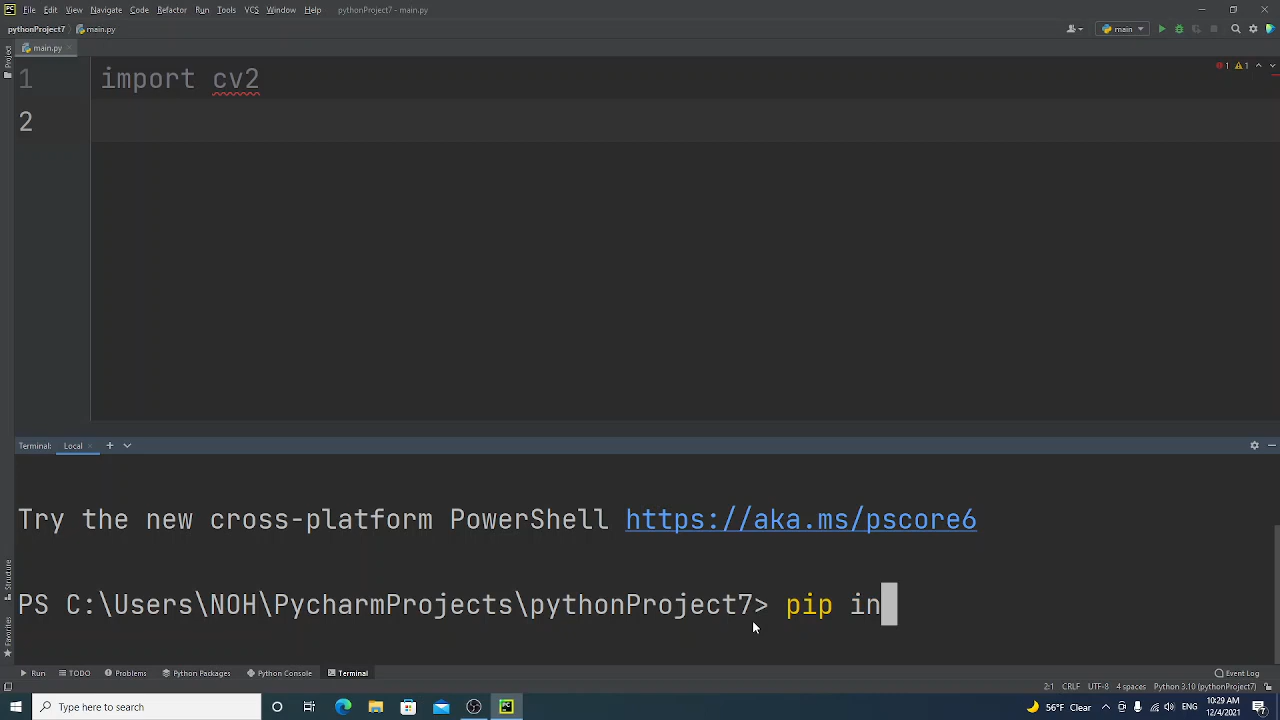 File Edit View Navigate Code Refactor Run Tools VCS Window Help pythonProject7 - main.py
pythonProject7 main.py main
main.py
1 import cv2 1 1
2
Terminal: Local
Try the new cross-platform PowerShell https://aka.ms/pscore6
PS C:\Users\NOH\PycharmProjects\pythonProject7> pip in
Structure
Favorites
Run TODO Problems Python Packages Python Console Terminal Event Log
2:1 CRLF UTF-8 4 spaces Python 3.10 (pythonProject7)
Type here to search 56°F Clear ENG 10:29 AM 12/4/2021